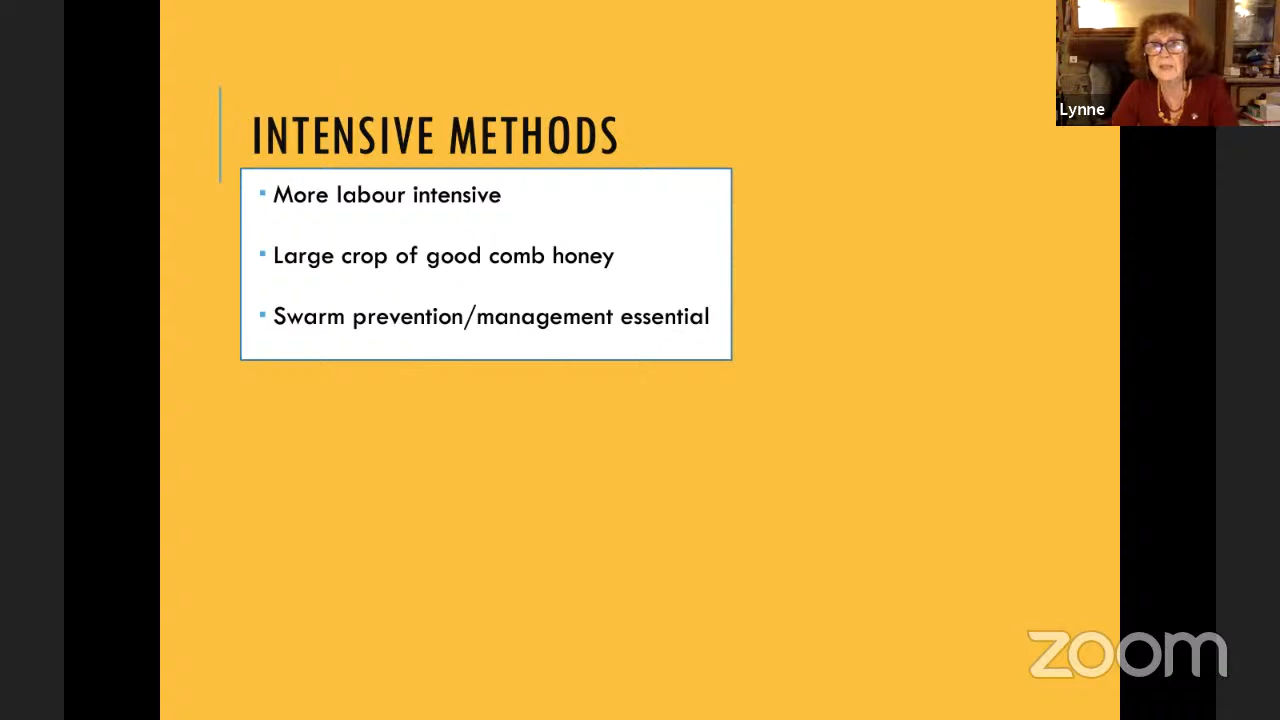 INTENSIVE METHODS
More labour intensive
Large crop of good comb honey
Swarm prevention/management essential
Lynne
zoom